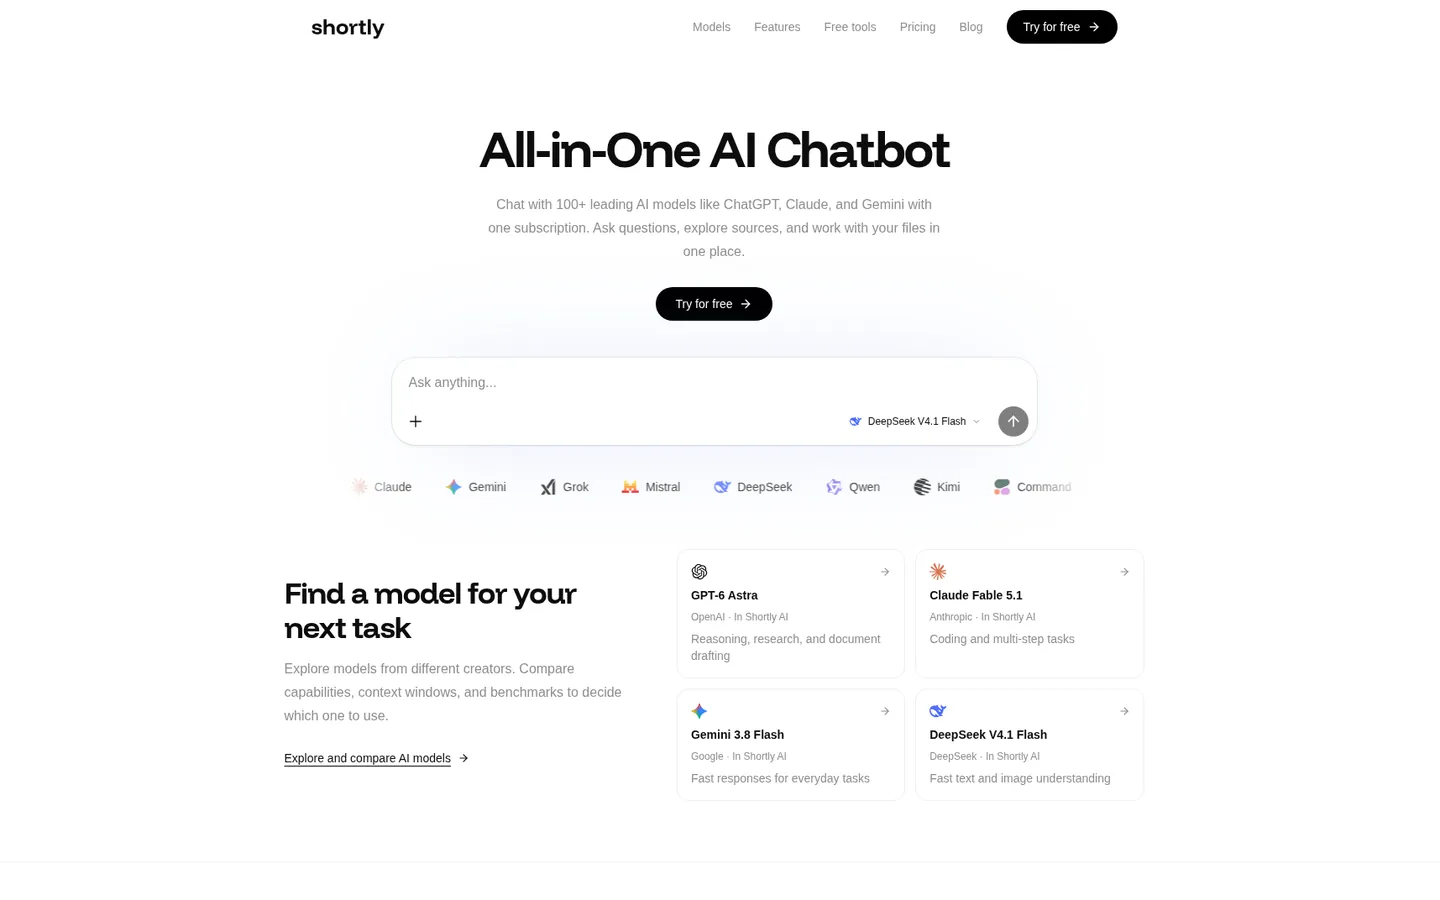 shortly
Models
Features
Free tools
Pricing
Blog
Try for free
All-in-One AI Chatbot
Chat with 100+ leading AI models like ChatGPT, Claude, and Gemini with
one subscription. Ask questions, explore sources, and work with your files in
one place.
Try for free
Ask anything...
DeepSeek V4.1 Flash
Claude
Gemini
Grok
Mistral
DeepSeek
Qwen
Kimi
Command
Find a model for your
next task
Explore models from different creators. Compare
capabilities, context windows, and benchmarks to decide
which one to use.
Explore and compare AI models
GPT-6 Astra
OpenAI · In Shortly AI
Reasoning, research, and document
drafting
Claude Fable 5.1
Anthropic · In Shortly AI
Coding and multi-step tasks
Gemini 3.8 Flash
Google · In Shortly AI
Fast responses for everyday tasks
DeepSeek V4.1 Flash
DeepSeek · In Shortly AI
Fast text and image understanding